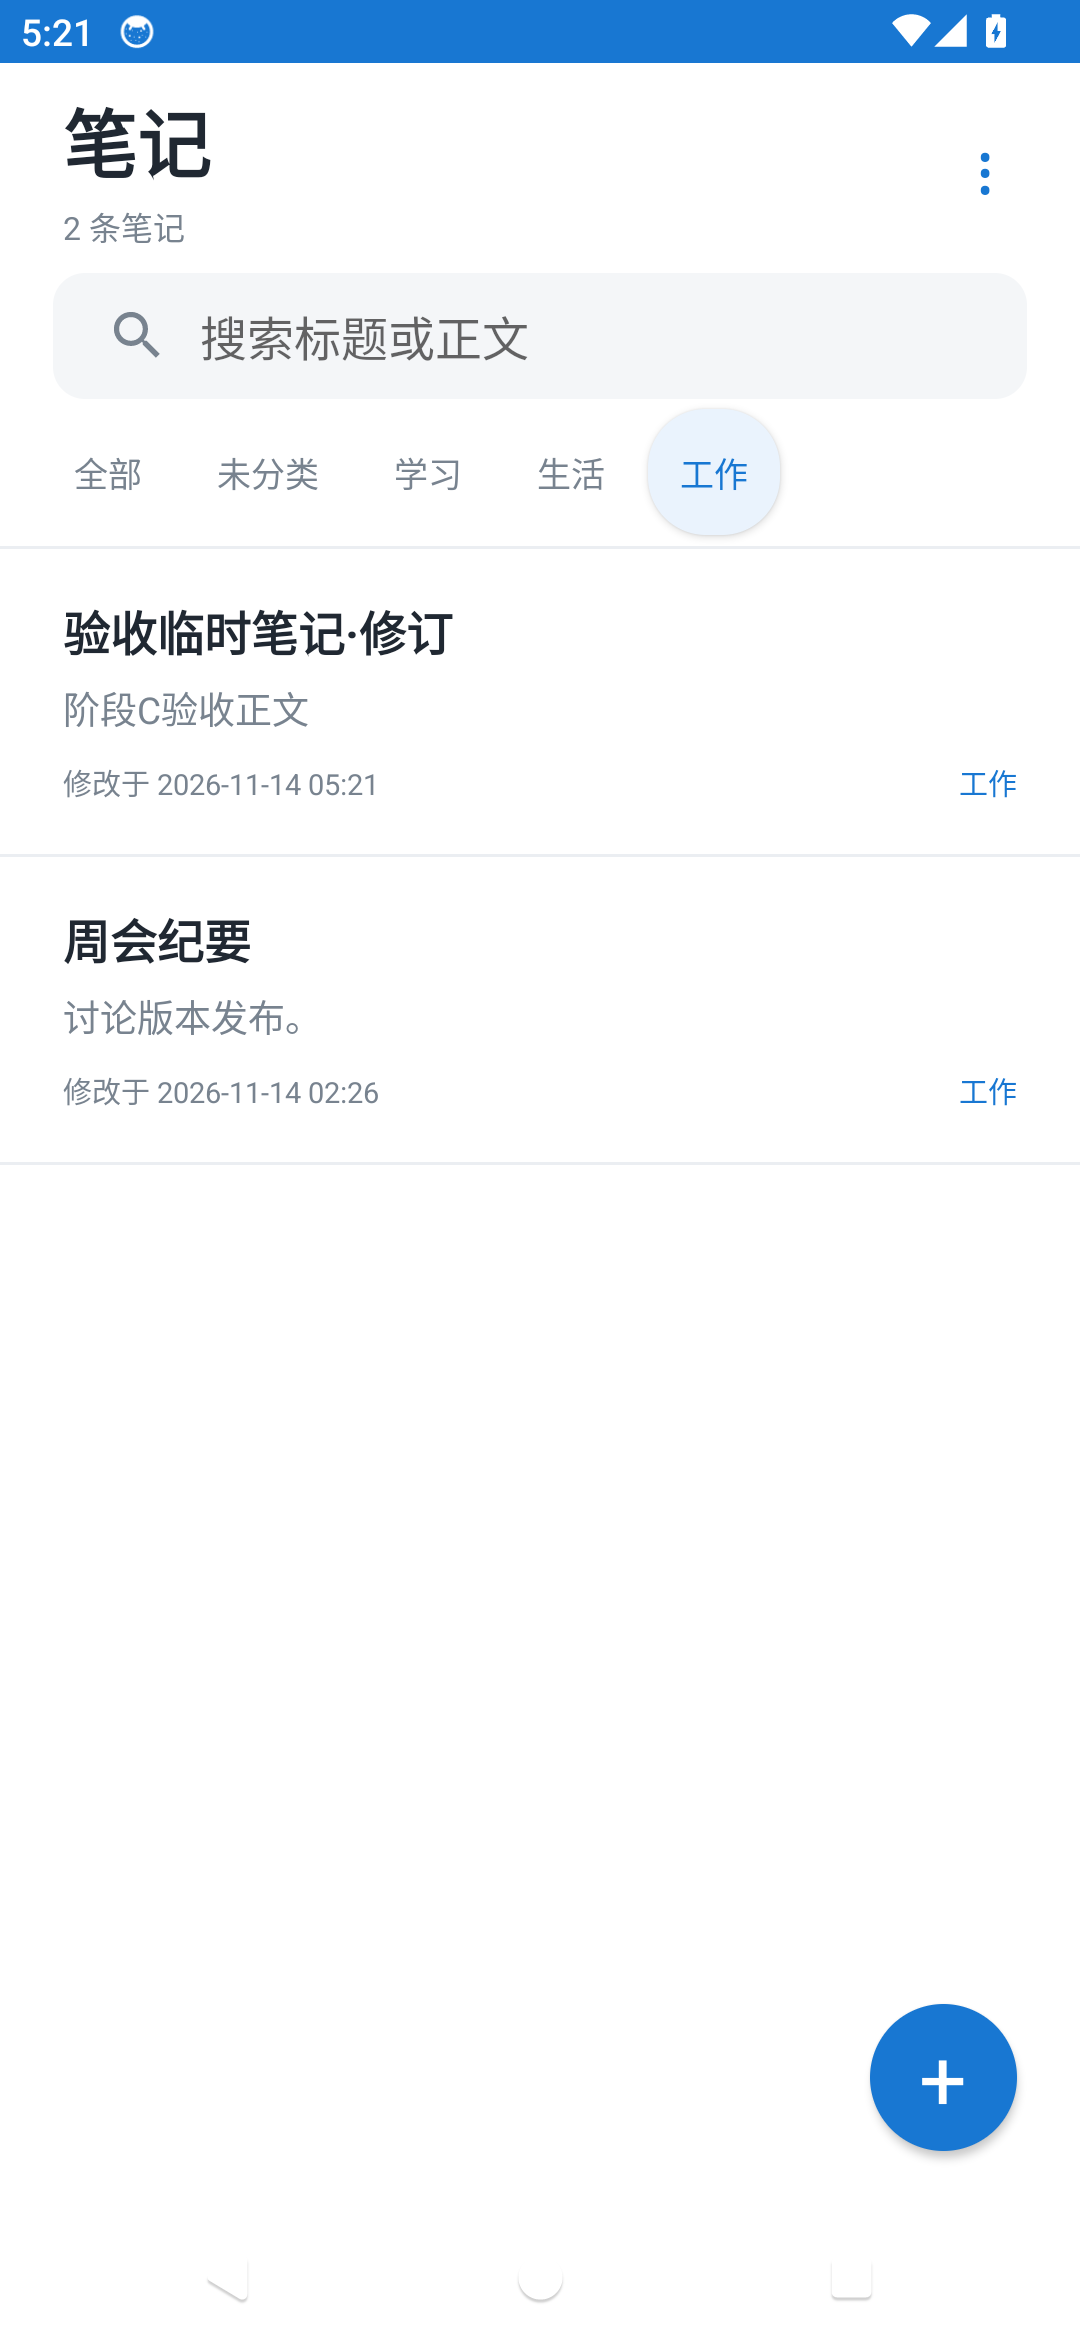 5:21
笔记
2 条笔记
搜索标题或正文
全部 未分类 学习 生活 工作
验收临时笔记·修订
阶段C验收正文
修改于 2026-11-14 05:21 工作
周会纪要
讨论版本发布。
修改于 2026-11-14 02:26 工作
+